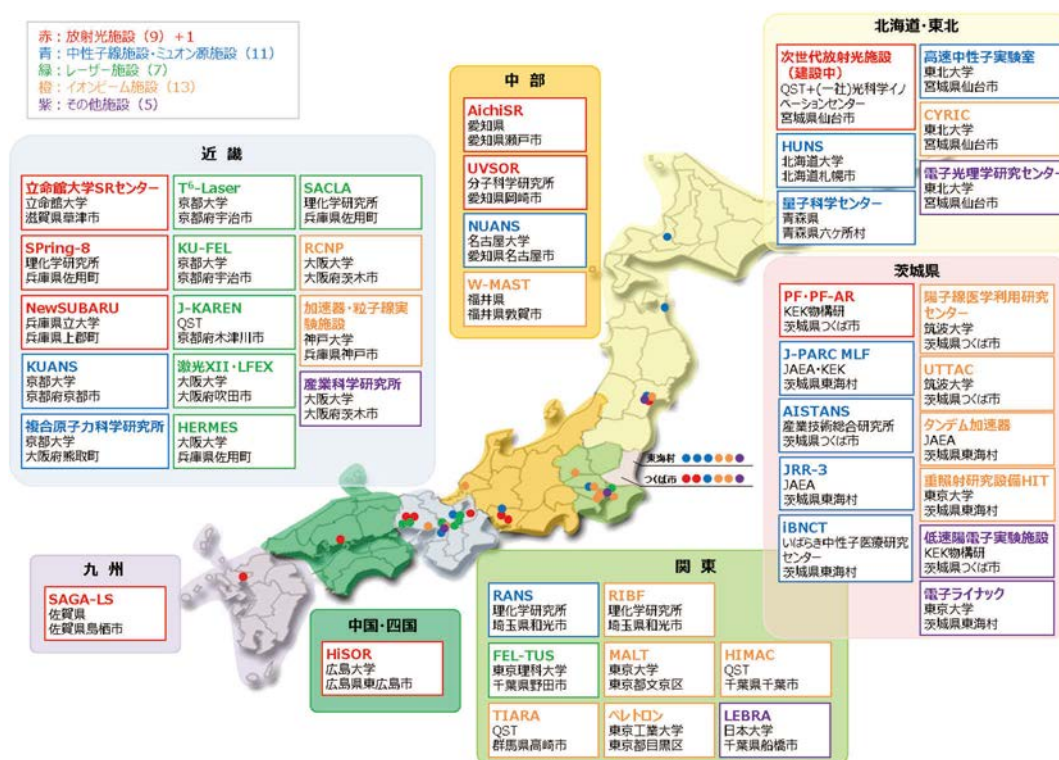 赤：放射光施設（9）+1
青：中性子線施設・ミュオン源施設（11）
緑：レーザー施設（7）
橙：イオンビーム施設（13）
紫：その他施設（5）
近 畿
立命館大学SRセンター
立命館大学
滋賀県草津市
SPring-8
理化学研究所
兵庫県佐用町
NewSUBARU
兵庫県立大学
兵庫県上郡町
KUANS
京都大学
京都府京都市
複合原子力科学研究所
京都大学
大阪府熊取町
T⁶-Laser
京都大学
京都府宇治市
KU-FEL
京都大学
京都府宇治市
J-KAREN
QST
京都府木津川市
激光XII・LFEX
大阪大学
大阪府吹田市
HERMES
大阪大学
兵庫県佐用町
SACLA
理化学研究所
兵庫県佐用町
RCNP
大阪大学
大阪府茨木市
加速器・粒子線実
験施設
神戸大学
兵庫県神戸市
産業科学研究所
大阪大学
大阪府茨木市
中 部
AichiSR
愛知県
愛知県瀬戸市
UVSOR
分子科学研究所
愛知県岡崎市
NUANS
名古屋大学
愛知県名古屋市
W-MAST
福井県
福井県敦賀市
北海道・東北
次世代放射光施設
（建設中）
QST+(一社)光科学イノ
ベーションセンター
宮城県仙台市
HUNS
北海道大学
北海道札幌市
量子科学センター
青森県
青森県六ケ所村
高速中性子実験室
東北大学
宮城県仙台市
CYRIC
東北大学
宮城県仙台市
電子光理学研究センター
東北大学
宮城県仙台市
茨城県
PF・PF-AR
KEK物構研
茨城県つくば市
J-PARC MLF
JAEA・KEK
茨城県東海村
AISTANS
産業技術総合研究所
茨城県つくば市
JRR-3
JAEA
茨城県東海村
iBNCT
いばらき中性子医療研究
センター
茨城県東海村
陽子線医学利用研究
センター
筑波大学
茨城県つくば市
UTTAC
筑波大学
茨城県つくば市
タンデム加速器
JAEA
茨城県東海村
重照射研究設備HIT
東京大学
茨城県東海村
低速陽電子実験施設
KEK物構研
茨城県つくば市
電子ライナック
東京大学
茨城県東海村
東海村
つくば市
九 州
SAGA-LS
佐賀県
佐賀県鳥栖市
中国・四国
HiSOR
広島大学
広島県東広島市
関 東
RANS
理化学研究所
埼玉県和光市
RIBF
理化学研究所
埼玉県和光市
FEL-TUS
東京理科大学
千葉県野田市
MALT
東京大学
東京都文京区
HIMAC
QST
千葉県千葉市
TIARA
QST
群馬県高崎市
ペレトロン
東京工業大学
東京都目黒区
LEBRA
日本大学
千葉県船橋市